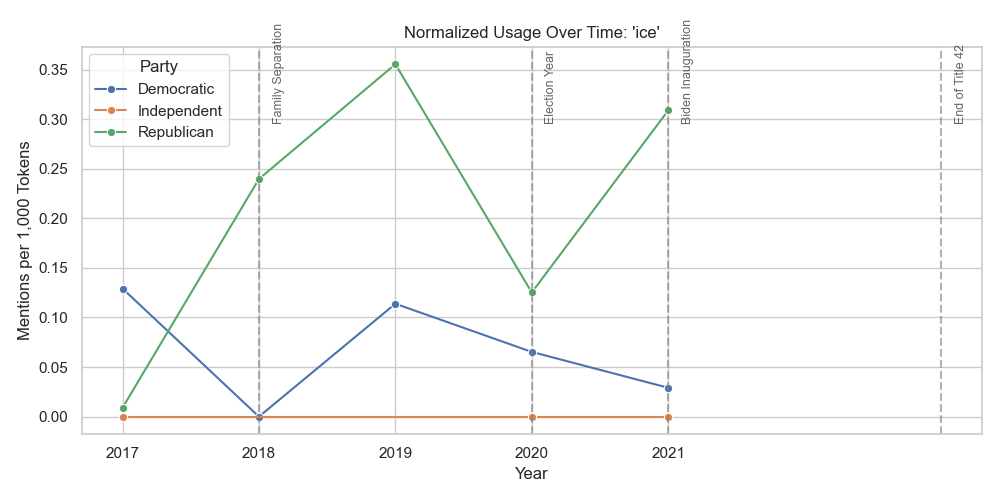 Normalized Usage Over Time: 'ice'
Party
Democratic
Independent
Republican
Family Separation
Election Year
Biden Inauguration
End of Title 42
Mentions per 1,000 Tokens
0.35
0.30
0.25
0.20
0.15
0.10
0.05
0.00
2017
2018
2019
2020
2021
Year